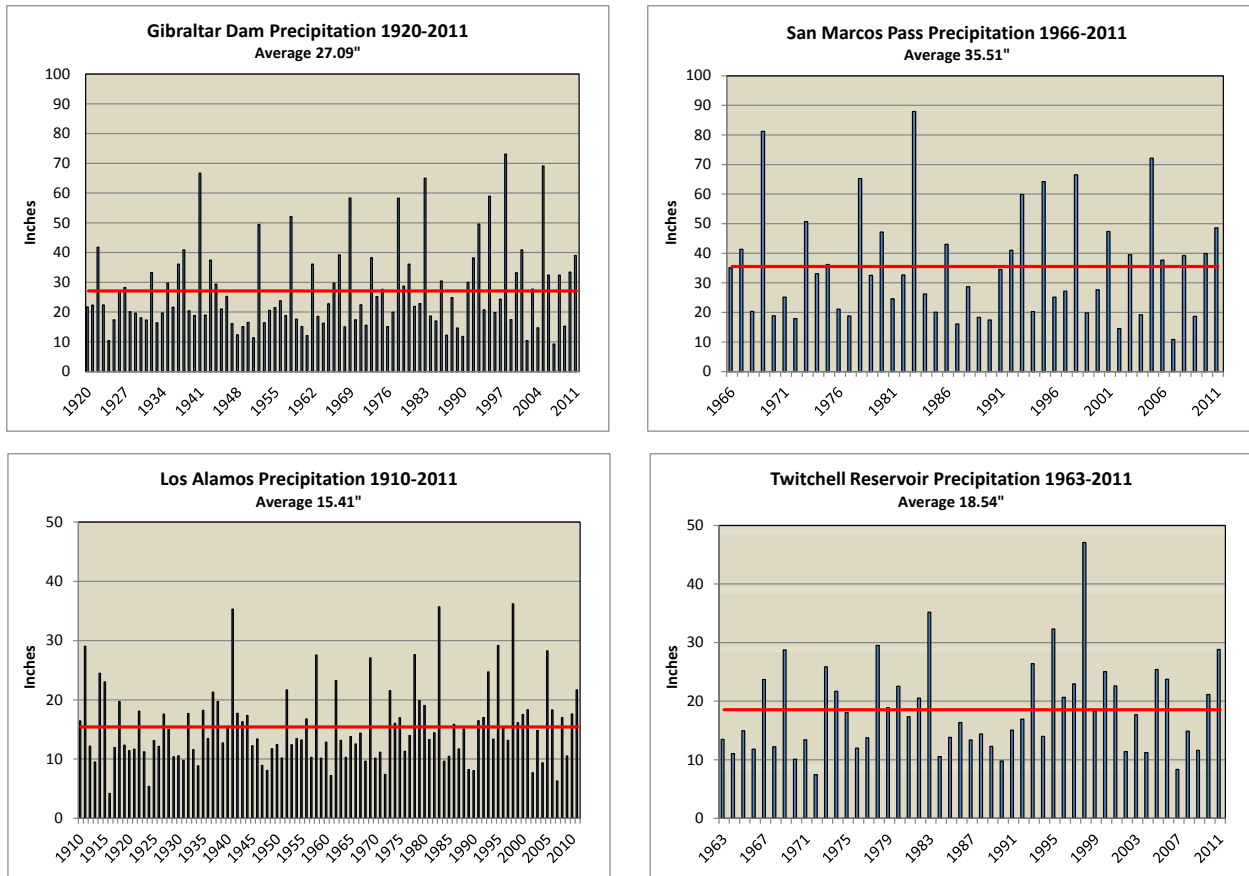 Gibraltar Dam Precipitation 1920-2011
Average 27.09"
Inches
100
90
80
70
60
50
40
30
20
10
0
1920 1927 1934 1941 1948 1955 1962 1969 1976 1983 1990 1997 2004 2011
San Marcos Pass Precipitation 1966-2011
Average 35.51"
Inches
100
90
80
70
60
50
40
30
20
10
0
1966 1971 1976 1981 1986 1991 1996 2001 2006 2011
Los Alamos Precipitation 1910-2011
Average 15.41"
Inches
50
40
30
20
10
0
1910 1915 1920 1925 1930 1935 1940 1945 1950 1955 1960 1965 1970 1975 1980 1985 1990 1995 2000 2005 2010
Twitchell Reservoir Precipitation 1963-2011
Average 18.54"
Inches
50
40
30
20
10
0
1963 1967 1971 1975 1979 1983 1987 1991 1995 1999 2003 2007 2011